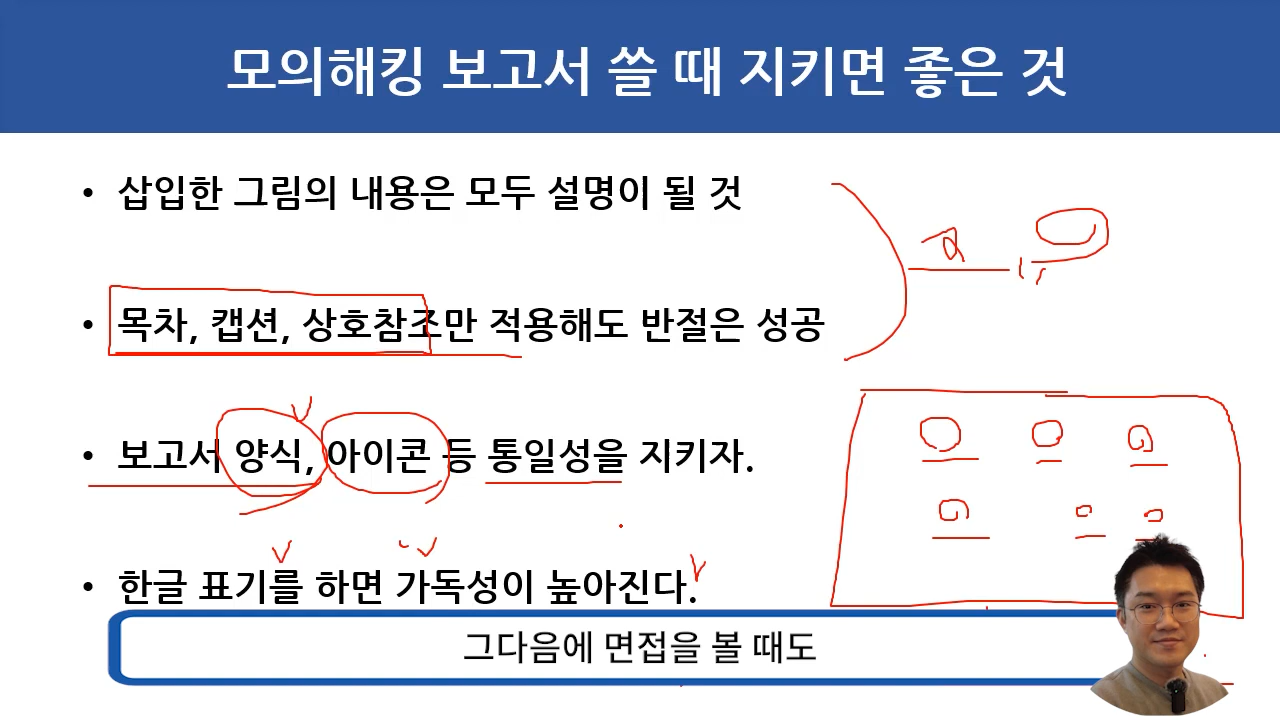 모의해킹 보고서 쓸 때 지키면 좋은 것
• 삽입한 그림의 내용은 모두 설명이 될 것
• 목차, 캡션, 상호참조만 적용해도 반절은 성공
• 보고서 양식, 아이콘 등 통일성을 지키자.
• 한글 표기를 하면 가독성이 높아진다.
그다음에 면접을 볼 때도